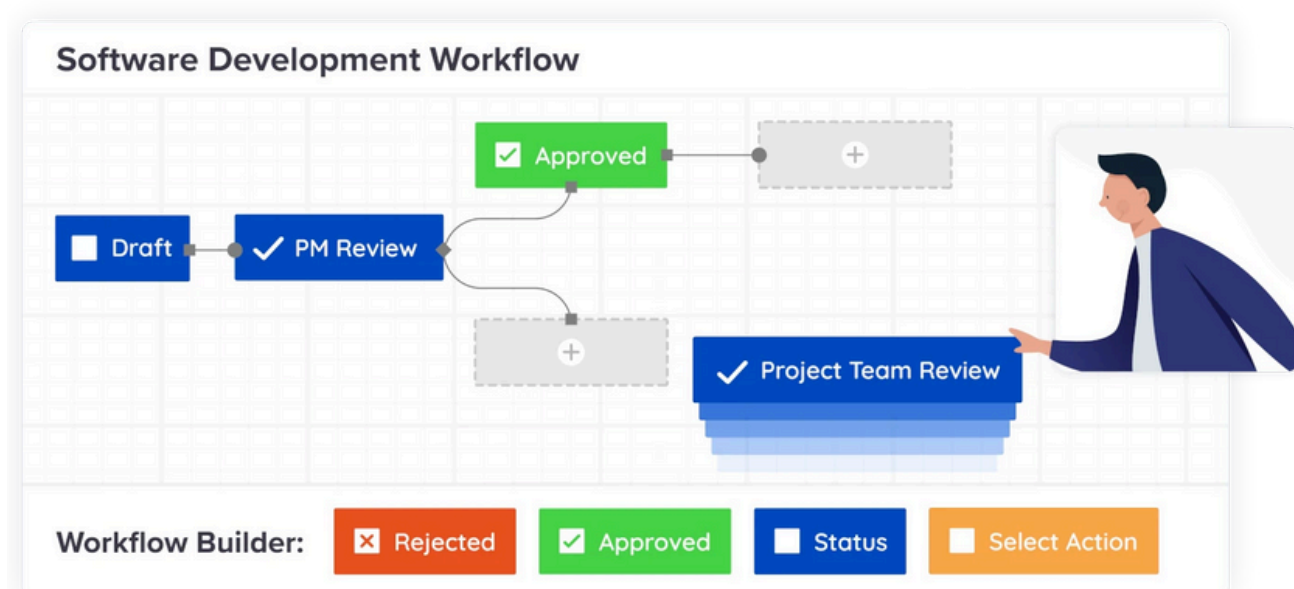 Software Development Workflow
Approved
Draft
PM Review
Project Team Review
Workflow Builder:
Rejected
Approved
Status
Select Action